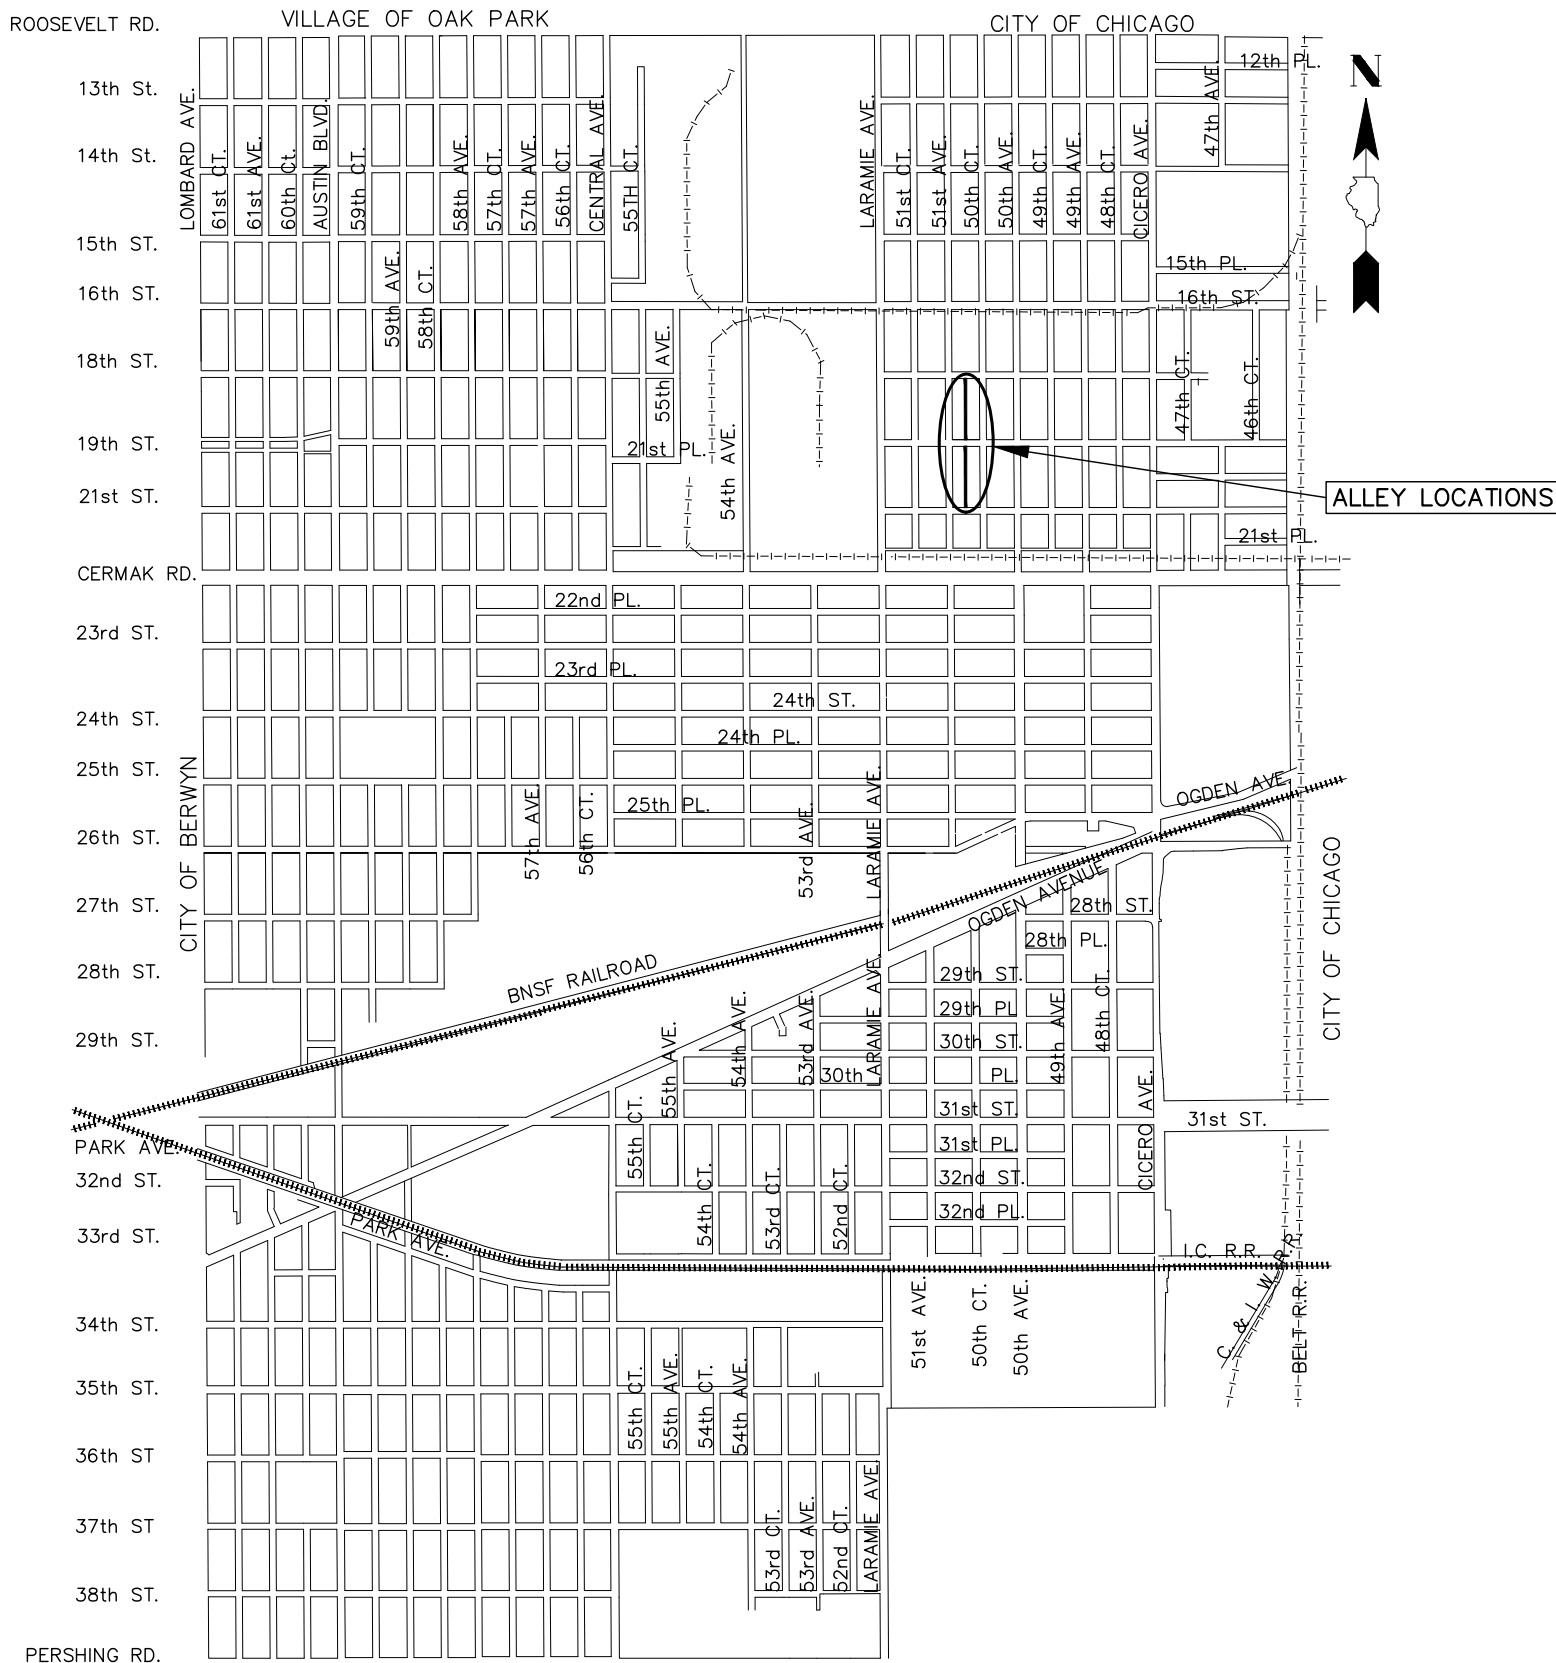 ROOSEVELT RD.
VILLAGE OF OAK PARK
CITY OF CHICAGO
N
12th PL.
13th St.
14th St.
15th ST.
16th ST.
18th ST.
19th ST.
21st ST.
CERMAK RD.
23rd ST.
24th ST.
25th ST.
26th ST.
27th ST.
28th ST.
29th ST.
PARK AVE.
32nd ST.
33rd ST.
34th ST.
35th ST.
36th ST
37th ST
38th ST.
PERSHING RD.
LOMBARD AVE.
61st CT.
61st AVE.
60th Ct.
AUSTIN BLVD.
59th CT.
59th AVE.
58th CT.
58th AVE.
57th CT.
57th AVE.
56th CT.
CENTRAL AVE.
55TH CT.
LARAMIE AVE.
51st CT.
51st AVE.
50th CT.
50th AVE.
49th CT.
49th AVE.
48th CT.
CICERO AVE.
47th AVE.
15th PL.
16th ST.
55th AVE.
21st PL.
54th AVE.
47th CT.
46th CT.
ALLEY LOCATIONS
21st PL.
22nd PL.
23rd PL.
24th ST.
24th PL.
25th PL.
CITY OF BERWYN
57th AVE.
56th CT.
53rd AVE.
LARAMIE AVE.
OGDEN AVE.
OGDEN AVENUE
CITY OF CHICAGO
BNSF RAILROAD
28th ST.
28th PL.
29th ST.
29th PL
30th ST.
30th PL.
31st ST.
31st PL.
32nd ST.
32nd PL.
55th CT.
55th AVE.
54th AVE.
53rd AVE.
LARAMIE AVE.
49th AVE.
48th CT.
CICERO AVE.
31st ST.
54th CT.
53rd CT.
52nd CT.
PARK AVE.
I.C. R.R.
C. & I. W. R.R.
BELT R.R.
51st AVE.
50th CT.
50th AVE.
55th CT.
55th AVE.
54th CT.
54th AVE.
53rd CT.
53rd AVE.
52nd CT.
LARAMIE AVE.